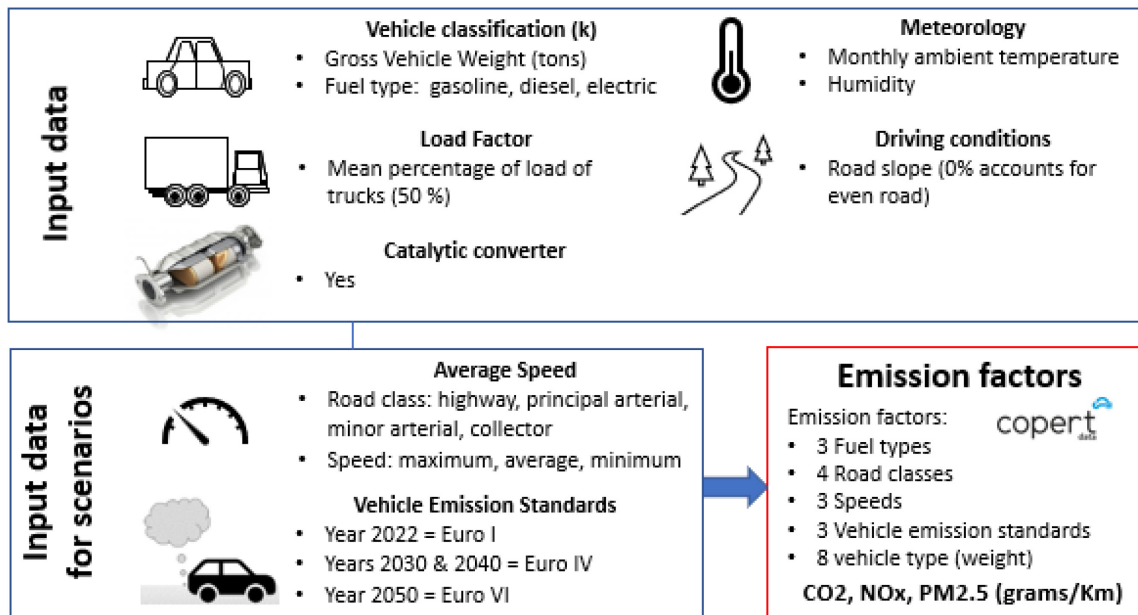 Input data
Vehicle classification (k)
• Gross Vehicle Weight (tons)
• Fuel type: gasoline, diesel, electric
Load Factor
• Mean percentage of load of
trucks (50 %)
Catalytic converter
• Yes
Meteorology
• Monthly ambient temperature
• Humidity
Driving conditions
• Road slope (0% accounts for
even road)
Input data
for scenarios
Average Speed
• Road class: highway, principal arterial,
minor arterial, collector
• Speed: maximum, average, minimum
Vehicle Emission Standards
• Year 2022 = Euro I
• Years 2030 & 2040 = Euro IV
• Year 2050 = Euro VI
Emission factors
Emission factors:
copert
data
• 3 Fuel types
• 4 Road classes
• 3 Speeds
• 3 Vehicle emission standards
• 8 vehicle type (weight)
CO2, NOx, PM2.5 (grams/Km)